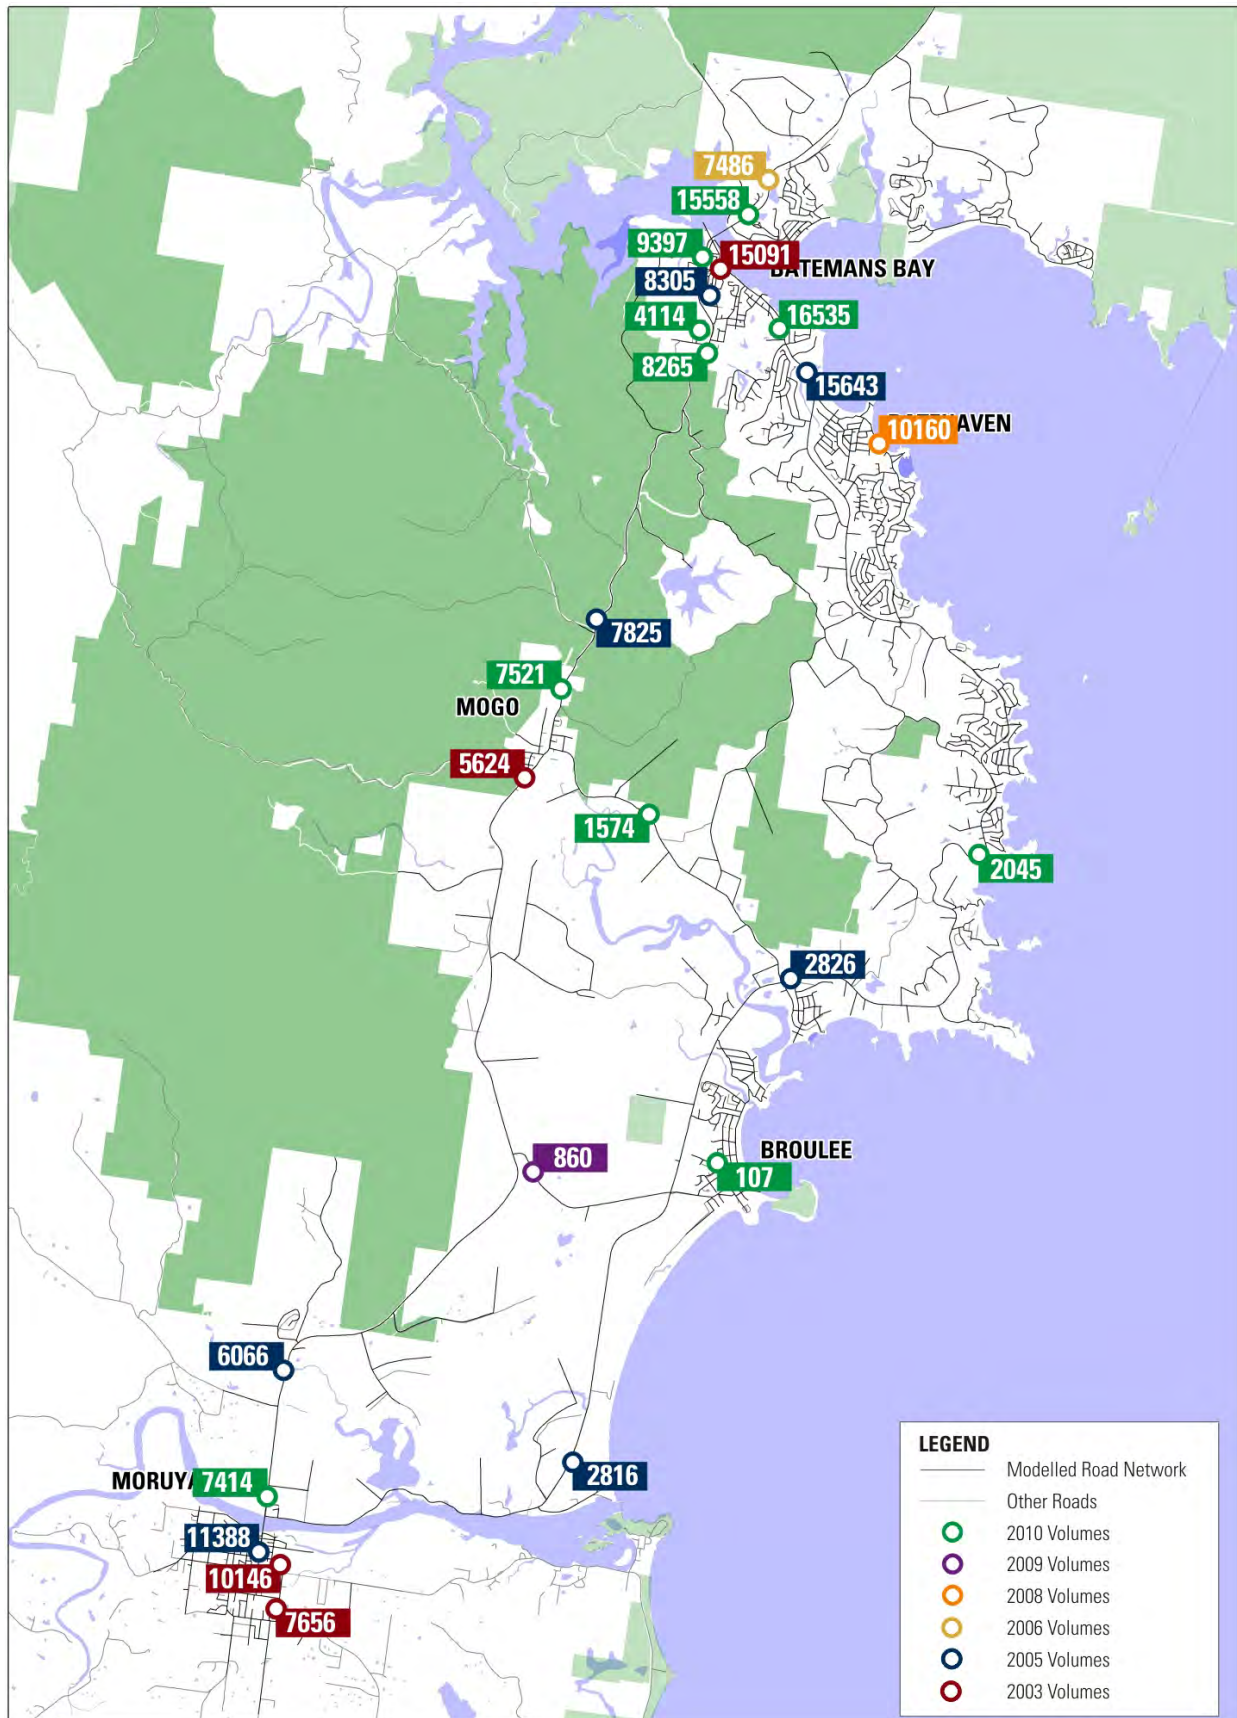 7486
15558
9397
15091
BATEMANS BAY
8305
4114
16535
8265
15643
10160
7825
7521
MOGO
5624
1574
2045
2826
860
BROULEE
107
6066
MORUYA
7414
2816
11388
10146
7656
LEGEND
Modelled Road Network
Other Roads
2010 Volumes
2009 Volumes
2008 Volumes
2006 Volumes
2005 Volumes
2003 Volumes